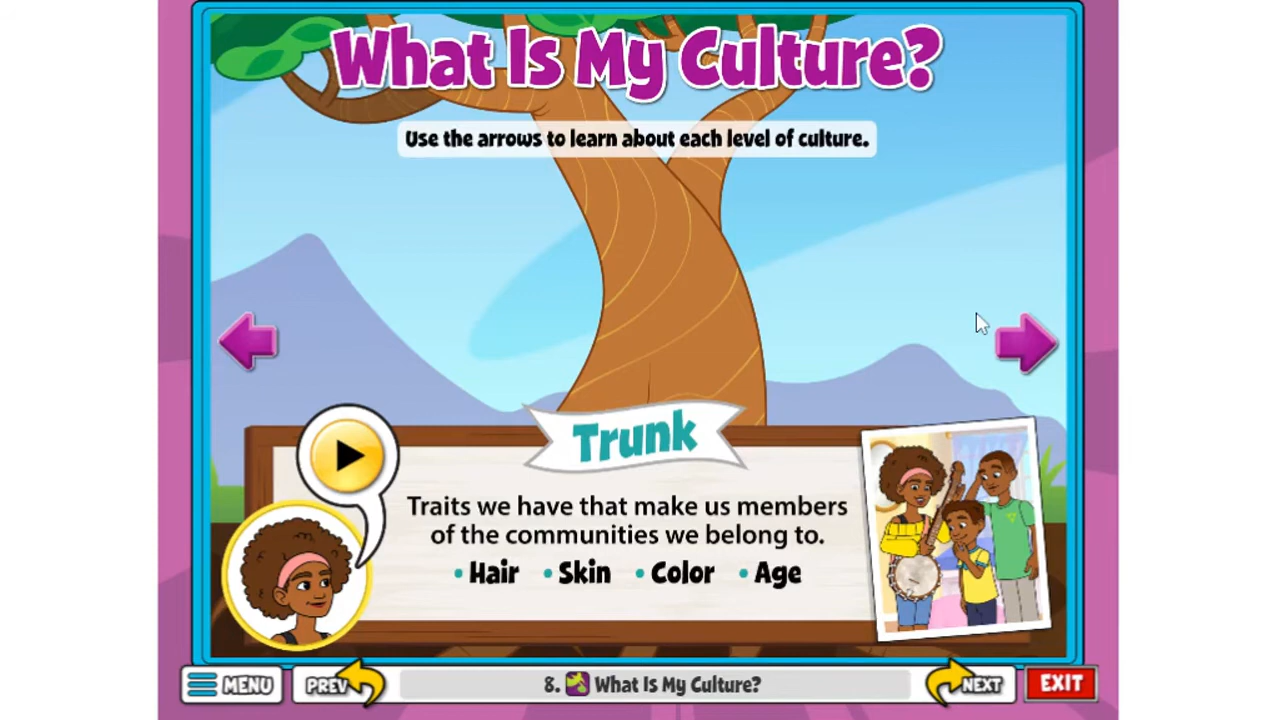 What Is My Culture?
Use the arrows to learn about each level of culture.
Trunk
Traits we have that make us members
of the communities we belong to.
• Hair • Skin • Color • Age
MENU PREV 8. What Is My Culture? NEXT EXIT